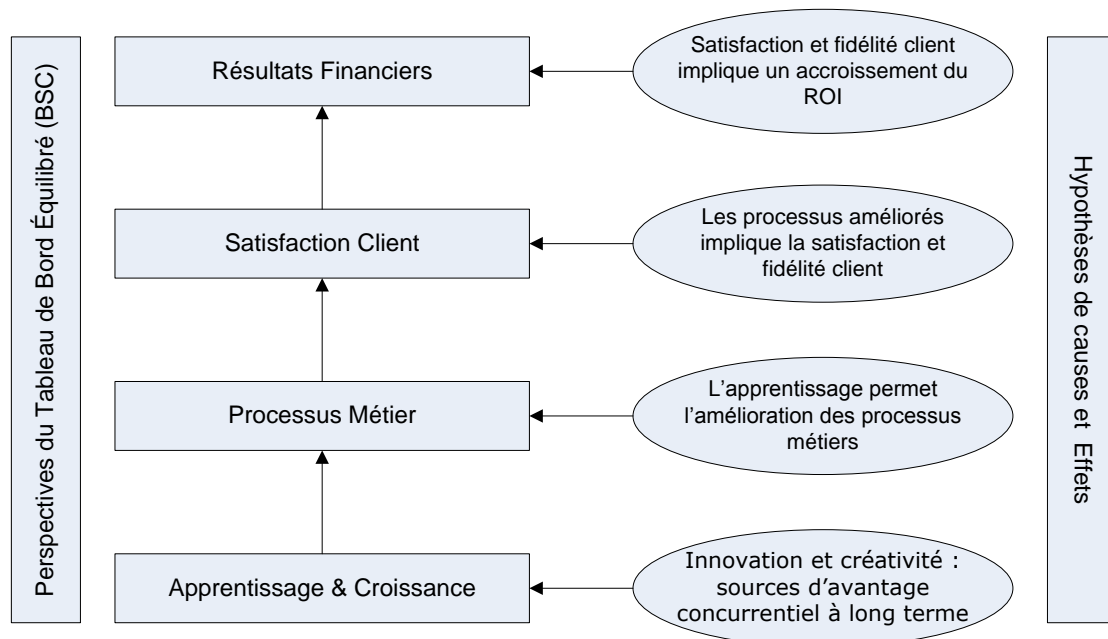 Perspectives du Tableau de Bord Équilibré (BSC)
Résultats Financiers
Satisfaction et fidélité client
implique un accroissement du
ROI
Satisfaction Client
Les processus améliorés
implique la satisfaction et
fidélité client
Processus Métier
L'apprentissage permet
l'amélioration des processus
métiers
Apprentissage & Croissance
Innovation et créativité :
sources d'avantage
concurrentiel à long terme
Hypothèses de causes et Effets